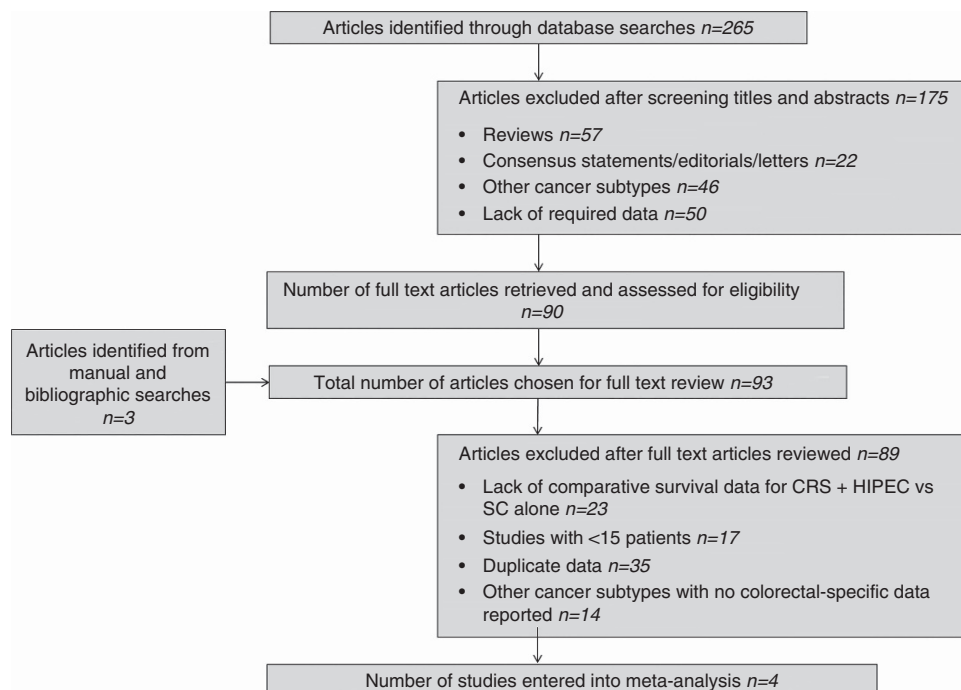 Articles identified through database searches n=265
Articles excluded after screening titles and abstracts n=175
• Reviews n=57
• Consensus statements/editorials/letters n=22
• Other cancer subtypes n=46
• Lack of required data n=50
Number of full text articles retrieved and assessed for eligibility
n=90
Articles identified from
manual and
bibliographic searches
n=3
Total number of articles chosen for full text review n=93
Articles excluded after full text articles reviewed n=89
• Lack of comparative survival data for CRS + HIPEC vs
SC alone n=23
• Studies with <15 patients n=17
• Duplicate data n=35
• Other cancer subtypes with no colorectal-specific data
reported n=14
Number of studies entered into meta-analysis n=4